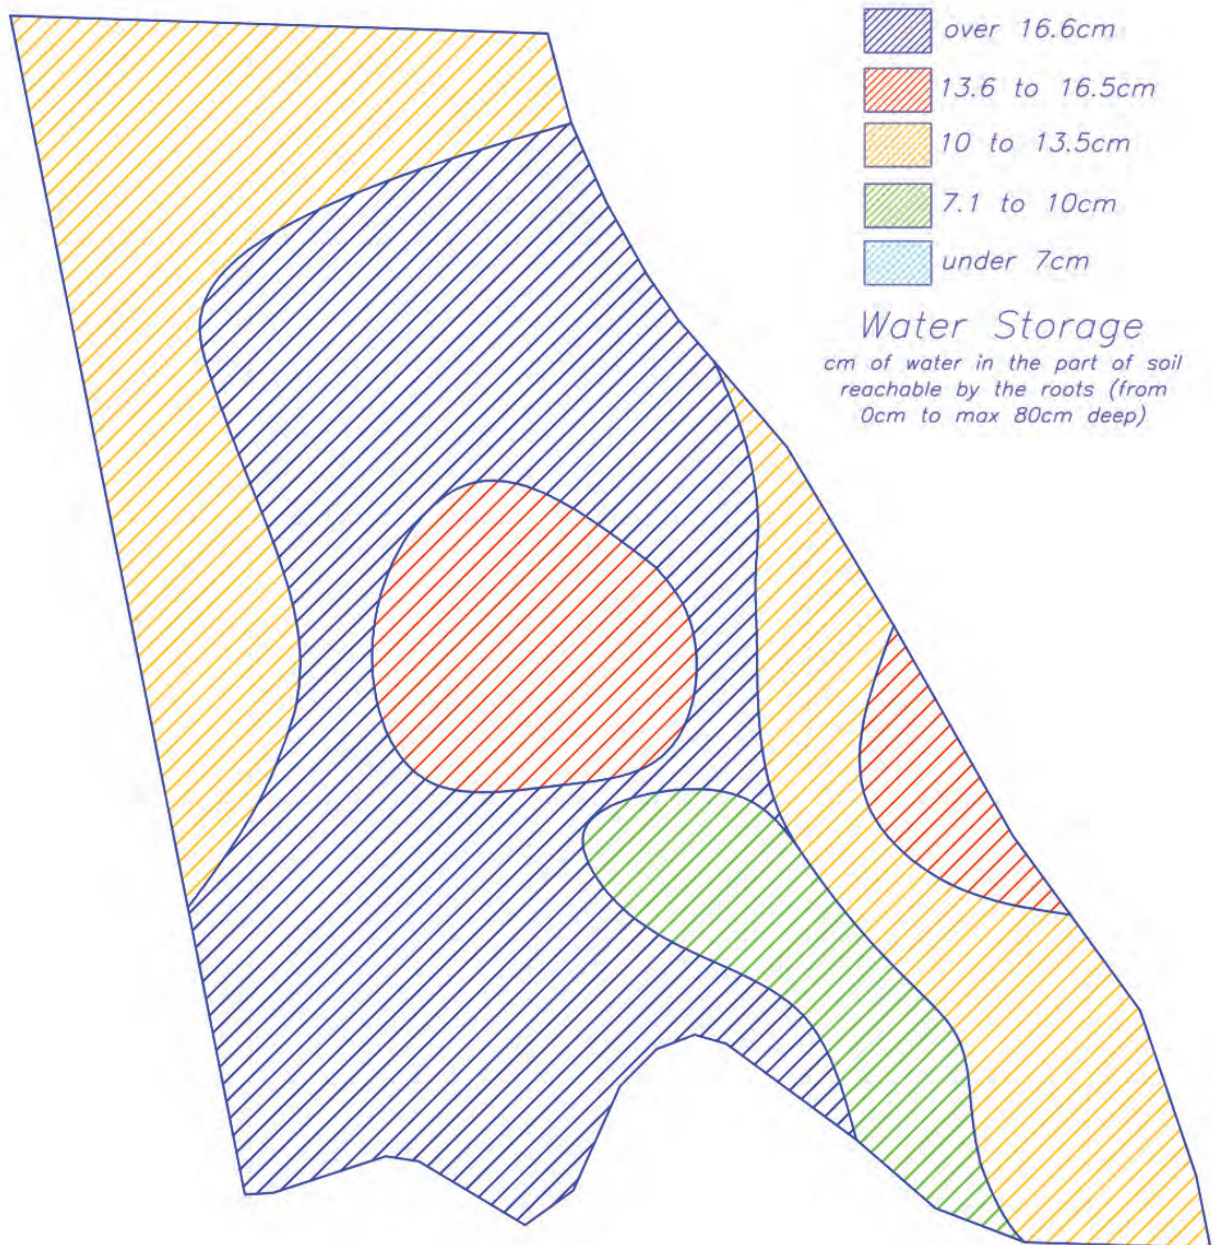 over 16.6cm
13.6 to 16.5cm
10 to 13.5cm
7.1 to 10cm
under 7cm
Water Storage
cm of water in the part of soil
reachable by the roots (from
0cm to max 80cm deep)